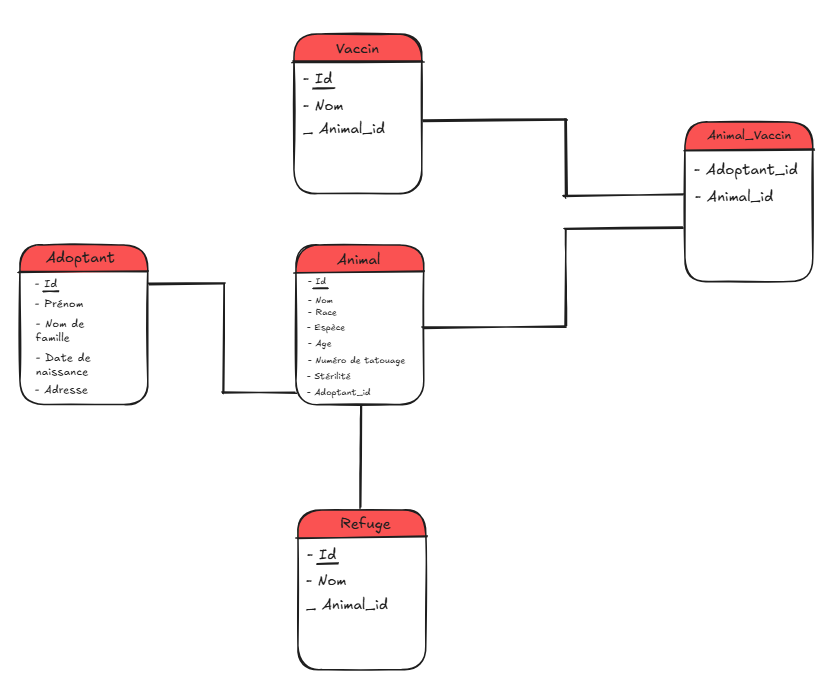 Vaccin
- Id
- Nom
_ Animal_id
Animal_Vaccin
- Adoptant_id
- Animal_id
Adoptant
- Id
- Prénom
- Nom de
famille
- Date de
naissance
- Adresse
Animal
- Id
- Nom
- Race
- Espèce
- Age
- Numéro de tatouage
- Stérilité
- Adoptant_id
Refuge
- Id
- Nom
_ Animal_id